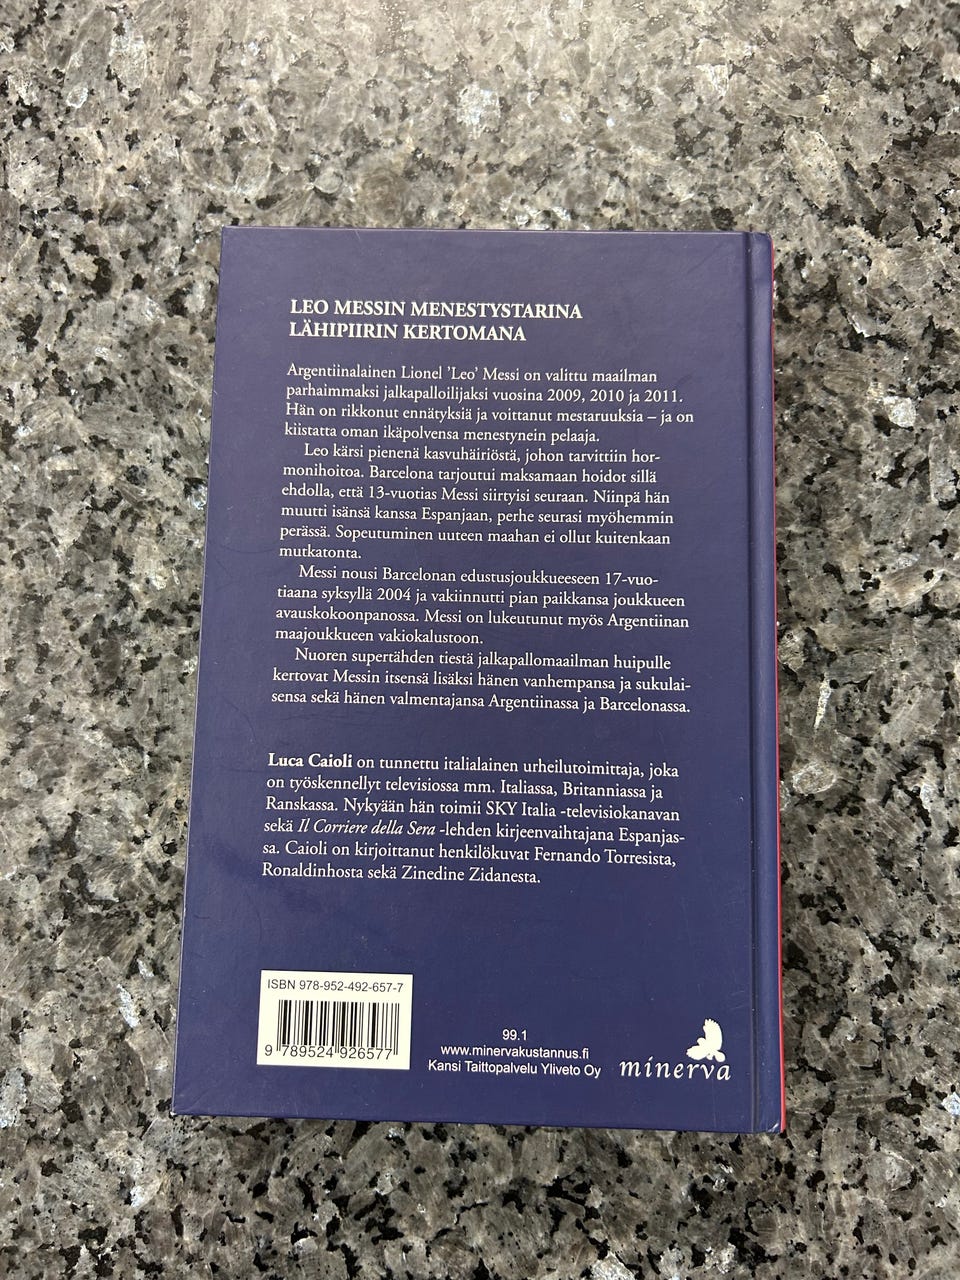 LEO MESSIN MENESTYSTARINA
LÄHIPIIRIN KERTOMANA
Argentiinalainen Lionel ’Leo’ Messi on valittu maailman
parhaimmaksi jalkapalloilijaksi vuosina 2009, 2010 ja 2011.
Hän on rikkonut ennätyksiä ja voittanut mestaruuksia – ja on
kiistatta oman ikäpolvensa menestynein pelaaja.
Leo kärsi pienenä kasvuhäiriöstä, johon tarvittiin hor-
monihoitoa. Barcelona tarjoutui maksamaan hoidot sillä
ehdolla, että 13-vuotias Messi siirtyisi seuraan. Niinpä hän
muutti isänsä kanssa Espanjaan, perhe seurasi myöhemmin
perässä. Sopeutuminen uuteen maahan ei ollut kuitenkaan
mutkatonta.
Messi nousi Barcelonan edustusjoukkueeseen 17-vuo-
tiaana syksyllä 2004 ja vakiinnutti pian paikkansa joukkueen
avauskokoonpanossa. Messi on lukeutunut myös Argentiinan
maajoukkueen vakiokalustoon.
Nuoren supertähden tiestä jalkapallomaailman huipulle
kertovat Messin itsensä lisäksi hänen vanhempansa ja sukulai-
sensa sekä hänen valmentajansa Argentiinassa ja Barcelonassa.
Luca Caioli on tunnettu italialainen urheilutoimittaja, joka
on työskennellyt televisiossa mm. Italiassa, Britanniassa ja
Ranskassa. Nykyään hän toimii SKY Italia -televisiokanavan
sekä Il Corriere della Sera -lehden kirjeenvaihtajana Espanjas-
sa. Caioli on kirjoittanut henkilökuvat Fernando Torresista,
Ronaldinhosta sekä Zinedine Zidanesta.
ISBN 978-952-492-657-7
9 789524 926577
99.1
www.minervakustannus.fi
Kansi Taittopalvelu Yliveto Oy
minerva